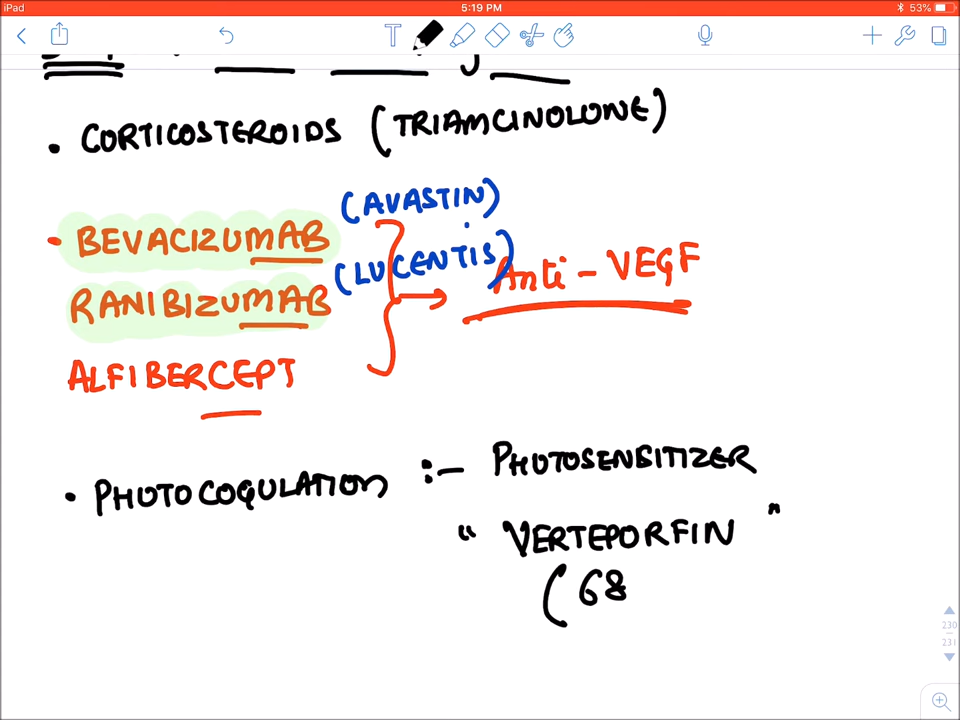 iPad 5:19 PM 53%
T
• CORTICOSTEROIDS (TRIAMCINOLONE)
• BEVACIZUMAB (AVASTIN)
RANIBIZUMAB (LUCENTIS)
→ Anti - VEGF
ALFIBERCEPT
• PHOTOCOQULATION :- PHOTOSENSITIZER
" VERTEPORFIN "
(68
230
231